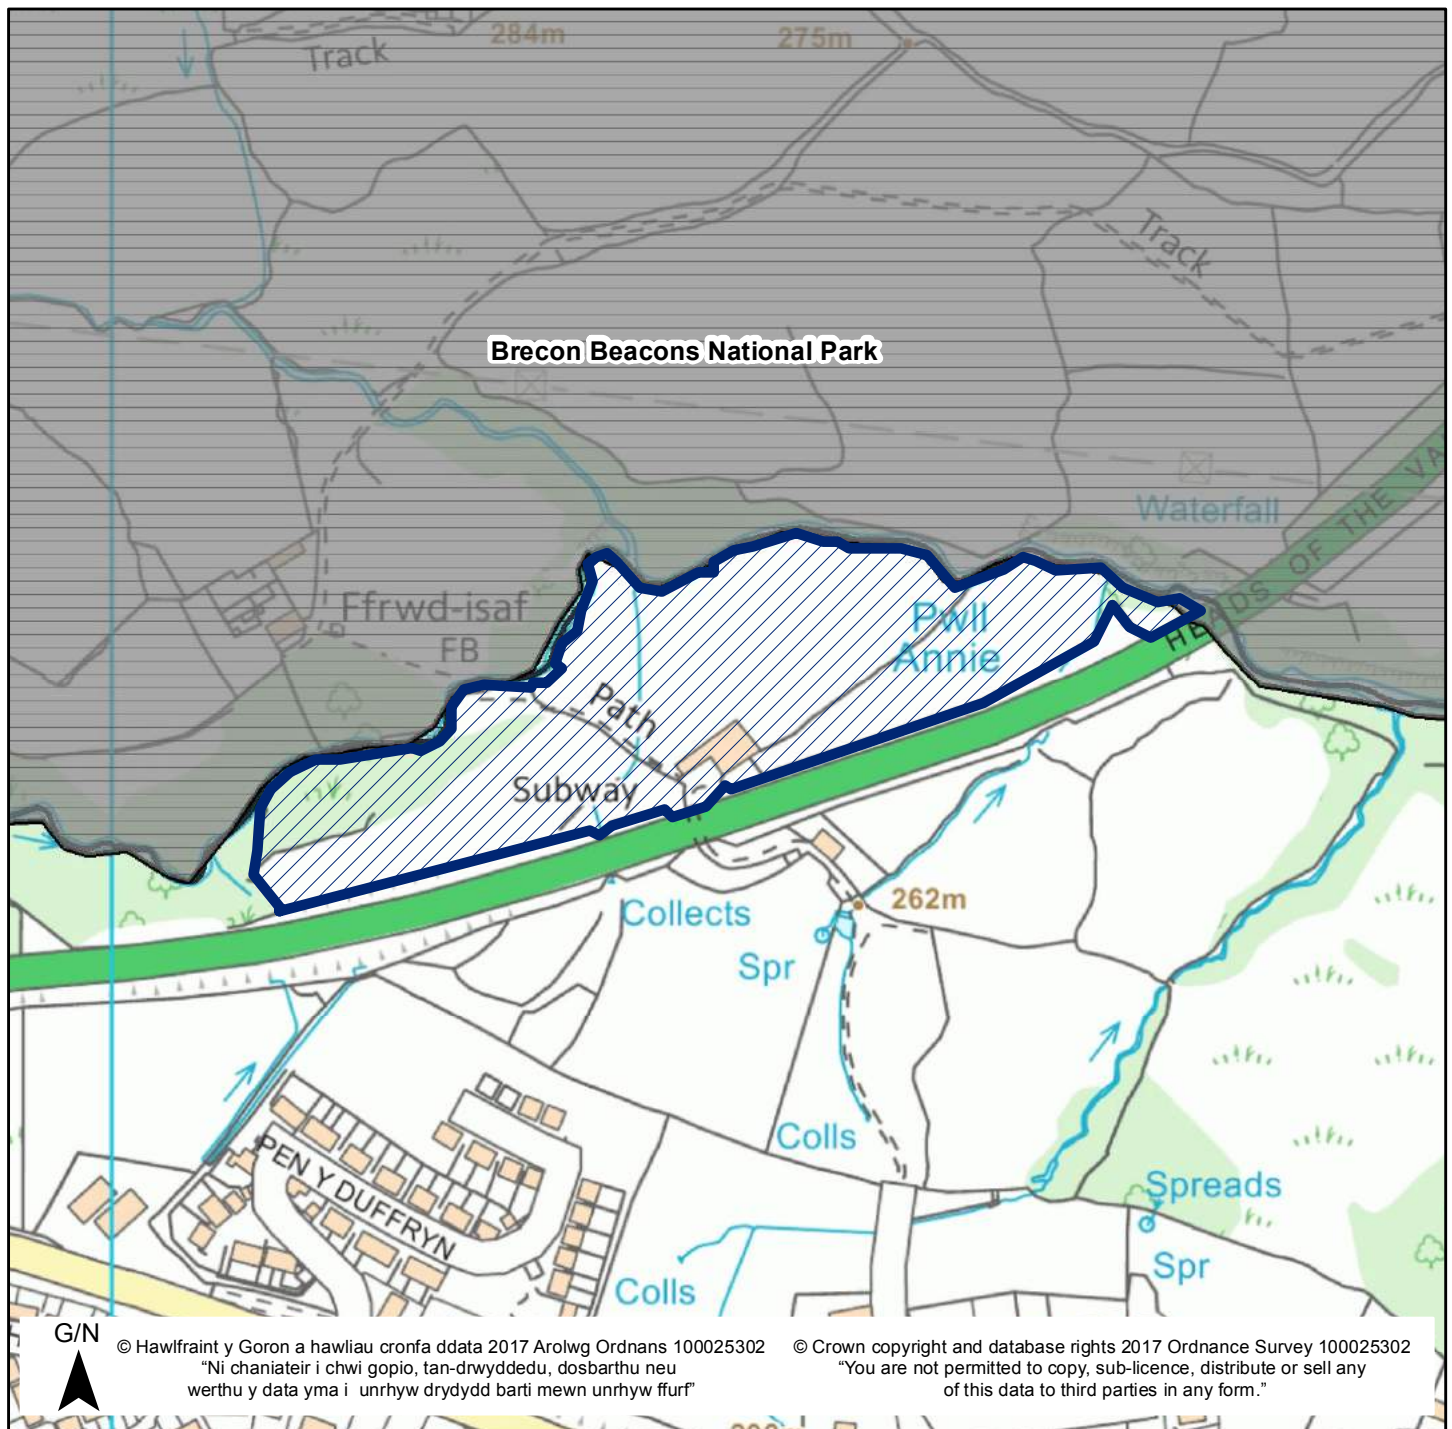 284m
275m
Track
Track
Brecon Beacons National Park
Waterfall
HEADS OF THE VA
Ffrwd-isaf
FB
Pwll
Annie
Path
Subway
262m
Collects
Spr
Colls
PEN Y DUFFRYN
Spreads
Spr
Colls
G/N
© Hawlfraint y Goron a hawliau cronfa ddata 2017 Arolwg Ordnans 100025302
“Ni chaniateir i chwi gopio, tan-drwyddedu, dosbarthu neu
werthu y data yma i unrhyw drydydd barti mewn unrhyw ffurf”
© Crown copyright and database rights 2017 Ordnance Survey 100025302
“You are not permitted to copy, sub-licence, distribute or sell any
of this data to third parties in any form.”